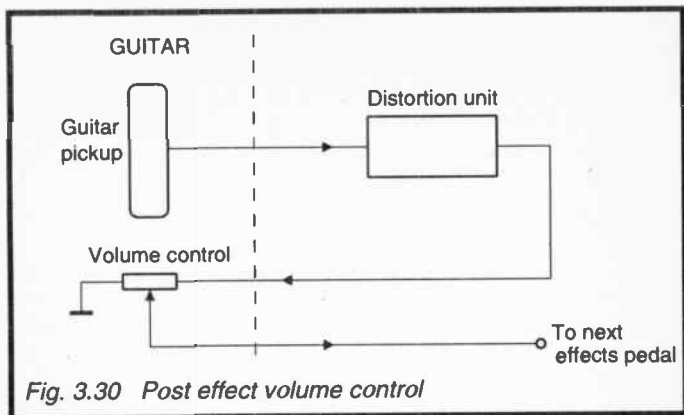 GUITAR
Guitar
pickup
Distortion unit
Volume control
To next
effects pedal
Fig. 3.30 Post effect volume control